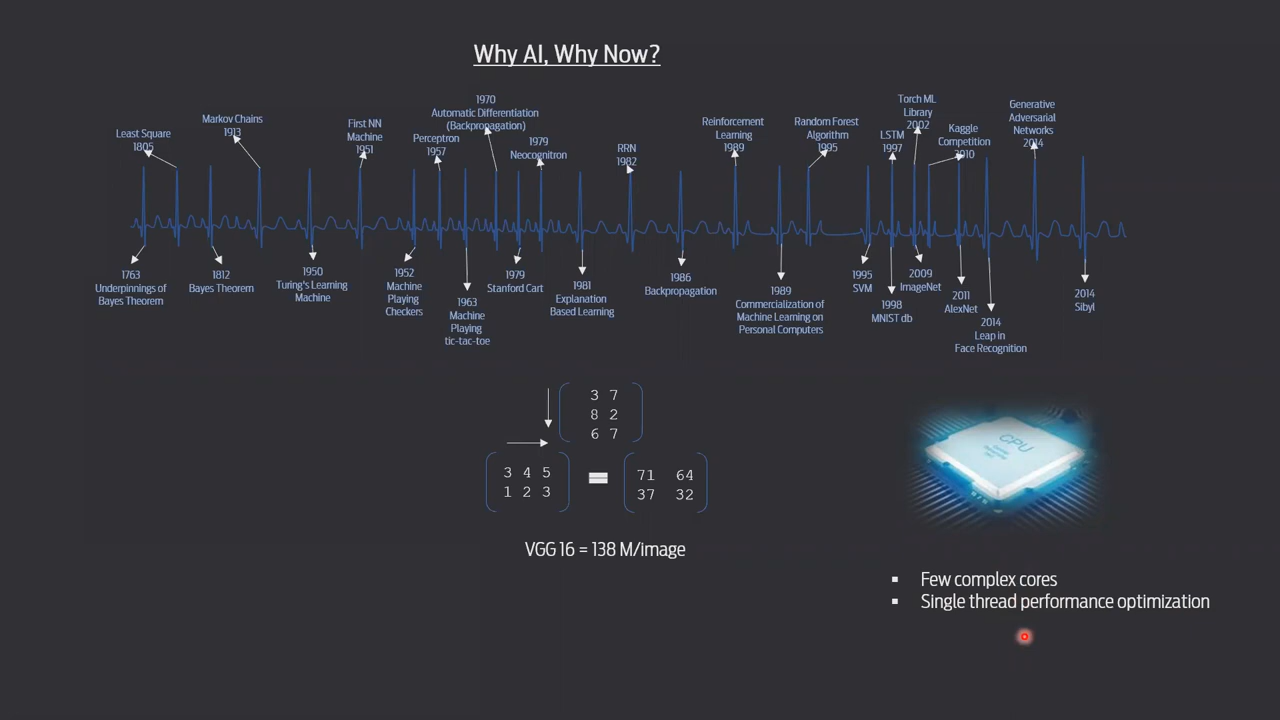 Why AI, Why Now?
Least Square
1805
Markov Chains
1913
First NN
Machine
1951
Perceptron
1957
1970
Automatic Differentiation
(Backpropagation)
1979
Neocognitron
RRN
1982
Reinforcement
Learning
1989
Random Forest
Algorithm
1995
LSTM
1997
Torch ML
Library
2002
Kaggle
Competition
2010
Generative
Adversarial
Networks
2014
1763
Underpinnings of
Bayes Theorem
1812
Bayes Theorem
1950
Turing's Learning
Machine
1952
Machine
Playing
Checkers
1963
Machine
Playing
tic-tac-toe
1979
Stanford Cart
1981
Explanation
Based Learning
1986
Backpropagation
1989
Commercialization of
Machine Learning on
Personal Computers
1995
SVM
1998
MNIST db
2009
ImageNet
2011
AlexNet
2014
Leap in
Face Recognition
2014
Sibyl
3 7
8 2
6 7
3 4 5
1 2 3
=
71 64
37 32
VGG 16 = 138 M/image
CPU
▪ Few complex cores
▪ Single thread performance optimization